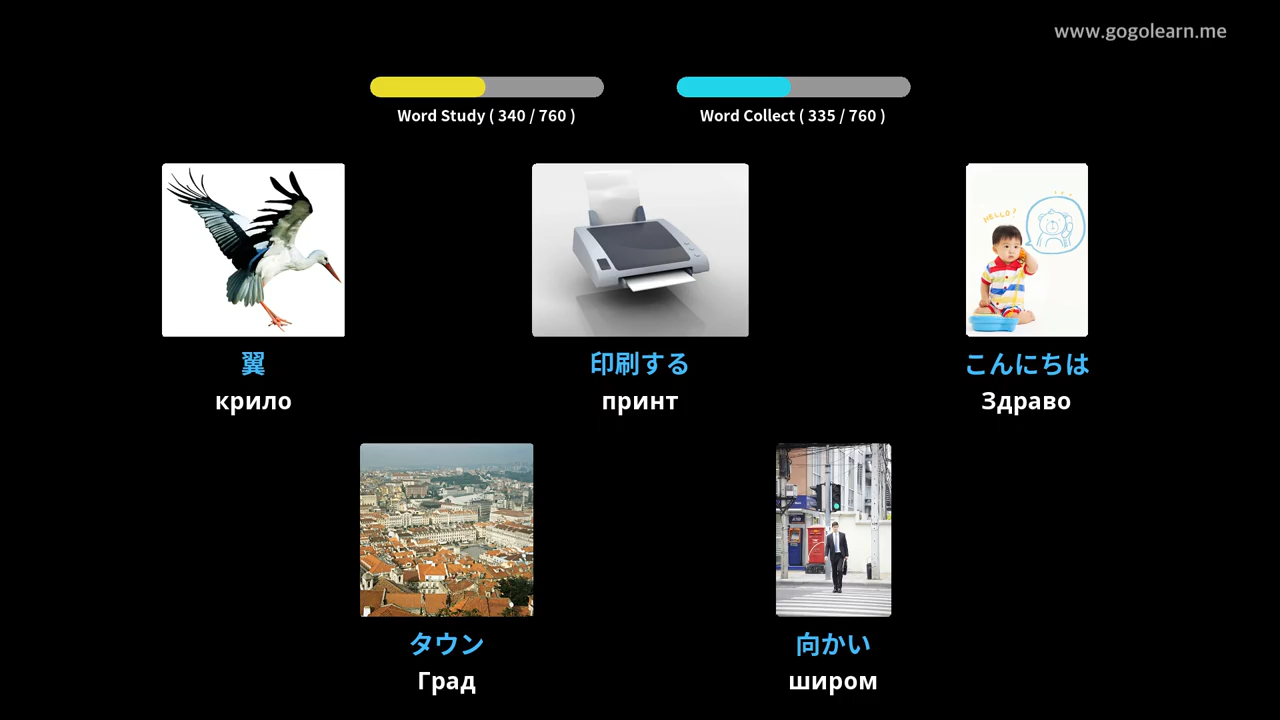 www.gogolearn.me
Word Study ( 340 / 760 )
Word Collect ( 335 / 760 )
HELLO?
翼
крило
印刷する
принт
こんにちは
Здраво
タウン
Град
向かい
широм